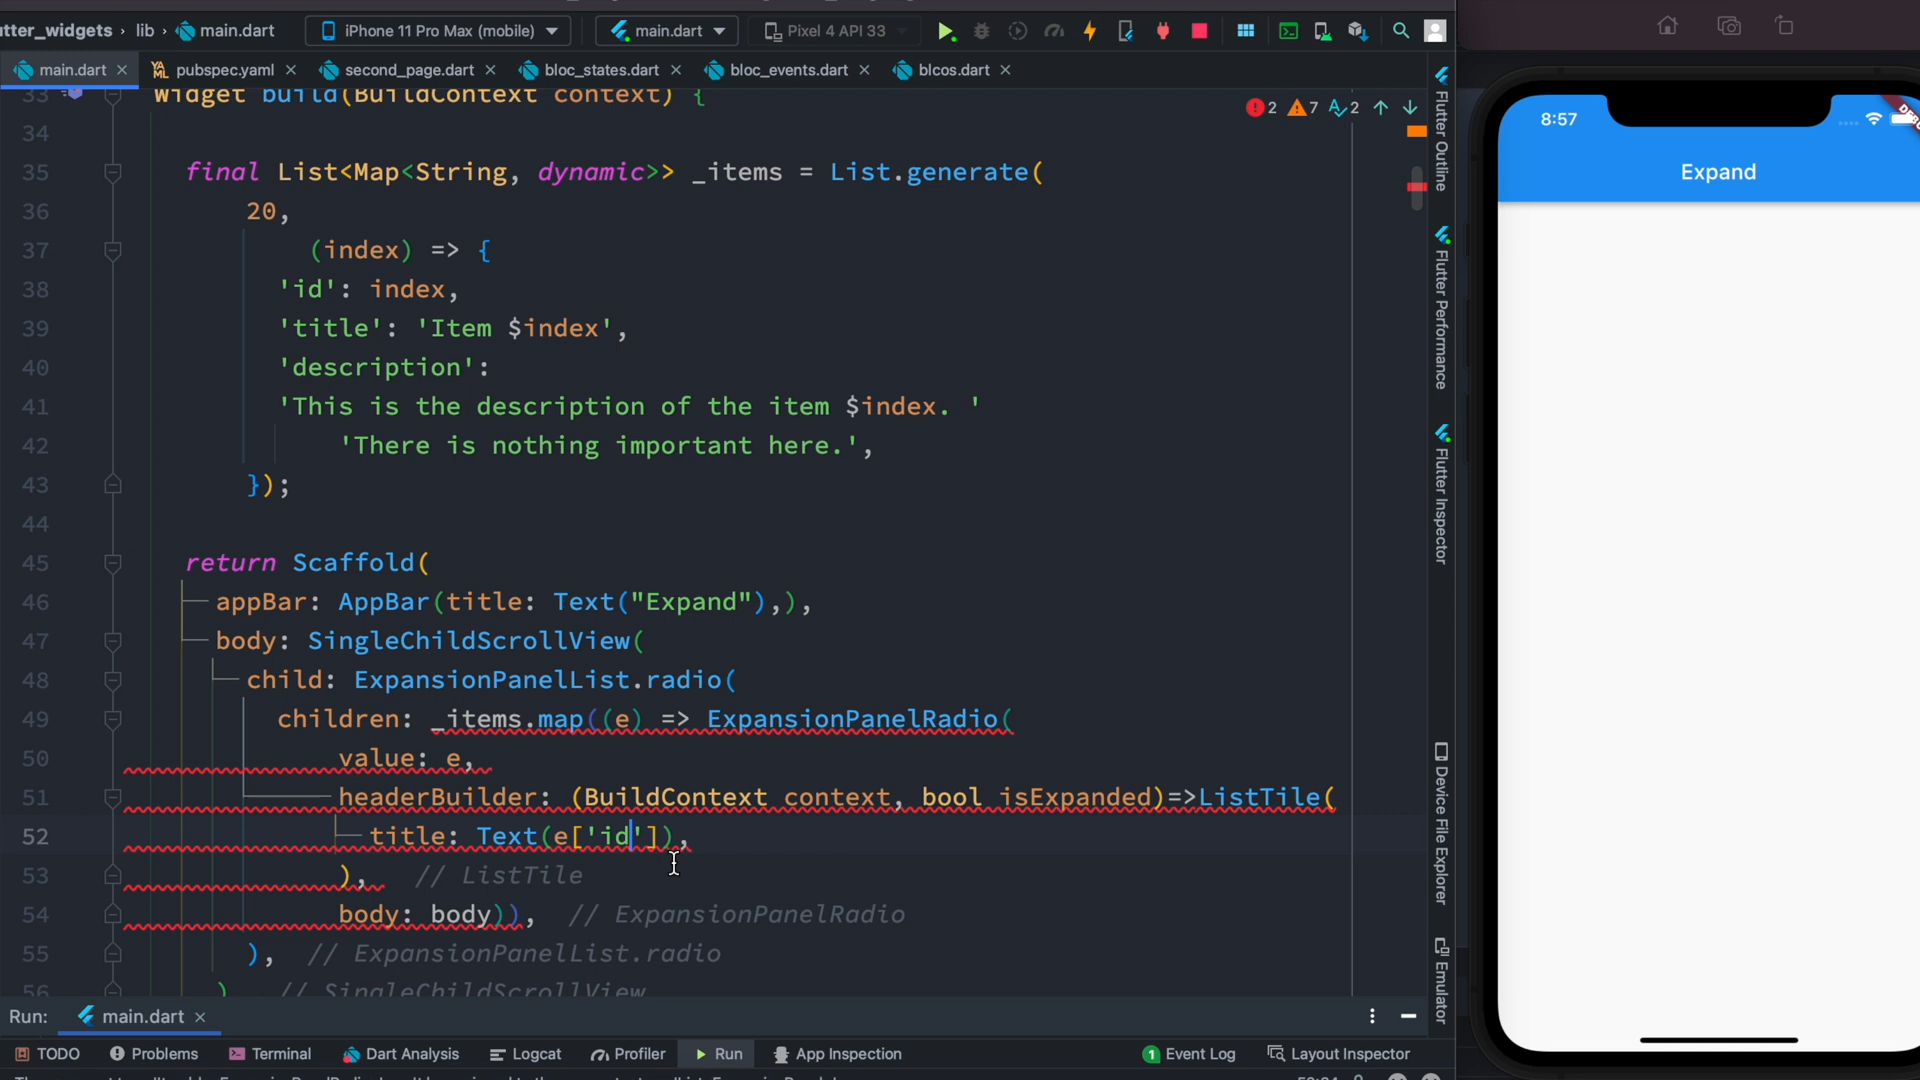 utter_widgets › lib › main.dart
iPhone 11 Pro Max (mobile)
main.dart
Pixel 4 API 33
main.dart
pubspec.yaml
second_page.dart
bloc_states.dart
bloc_events.dart
blcos.dart
33 Widget build(BuildContext context) {
2 7 2
34
35 final List<Map<String, dynamic>> _items = List.generate(
36 20,
37 (index) => {
38 'id': index,
39 'title': 'Item $index',
40 'description':
41 'This is the description of the item $index. '
42 'There is nothing important here.',
43 });
44
45 return Scaffold(
46 appBar: AppBar(title: Text("Expand"),),
47 body: SingleChildScrollView(
48 child: ExpansionPanelList.radio(
49 children: _items.map((e) => ExpansionPanelRadio(
50 value: e,
51 headerBuilder: (BuildContext context, bool isExpanded)=>ListTile(
52 title: Text(e['id']),
53 ), // ListTile
54 body: body)), // ExpansionPanelRadio
55 ), // ExpansionPanelList.radio
56 ) // SingleChildScrollView
Flutter Outline
Flutter Performance
Flutter Inspector
Device File Explorer
Emulator
8:57
Expand
Run: main.dart
TODO
Problems
Terminal
Dart Analysis
Logcat
Profiler
Run
App Inspection
1 Event Log
Layout Inspector